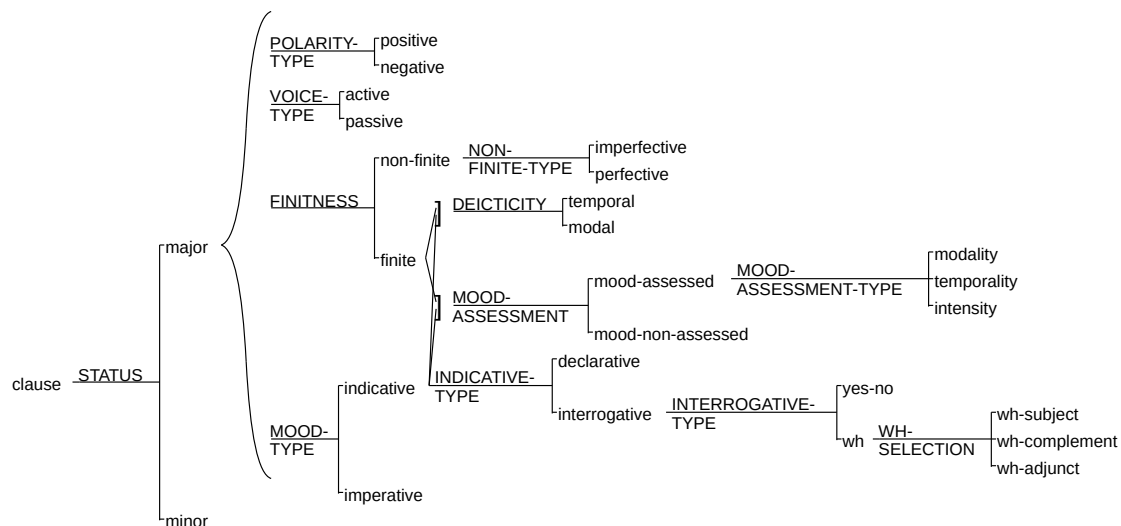 POLARITY-
TYPE
positive
negative
VOICE-
TYPE
active
passive
FINITNESS
non-finite
NON-
FINITE-TYPE
imperfective
perfective
DEICTICITY
temporal
modal
finite
MOOD-
ASSESSMENT
mood-assessed
MOOD-
ASSESSMENT-TYPE
modality
temporality
intensity
mood-non-assessed
major
clause
STATUS
minor
MOOD-
TYPE
indicative
INDICATIVE-
TYPE
declarative
interrogative
INTERROGATIVE-
TYPE
yes-no
wh
WH-
SELECTION
wh-subject
wh-complement
wh-adjunct
imperative